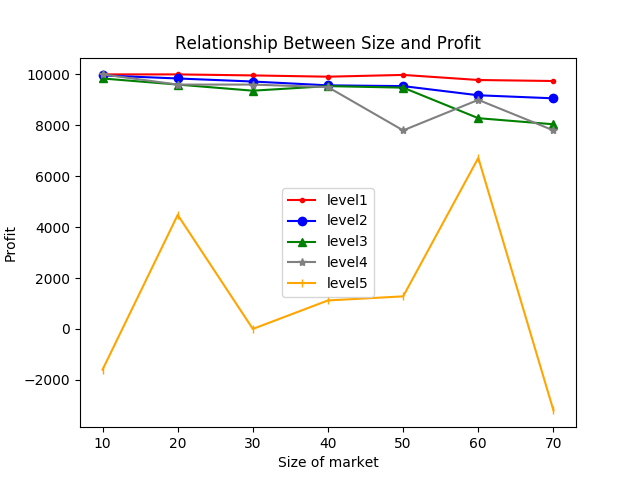 Relationship Between Size and Profit
10000
8000
6000
4000
2000
0
−2000
Profit
level1
level2
level3
level4
level5
10 20 30 40 50 60 70
Size of market